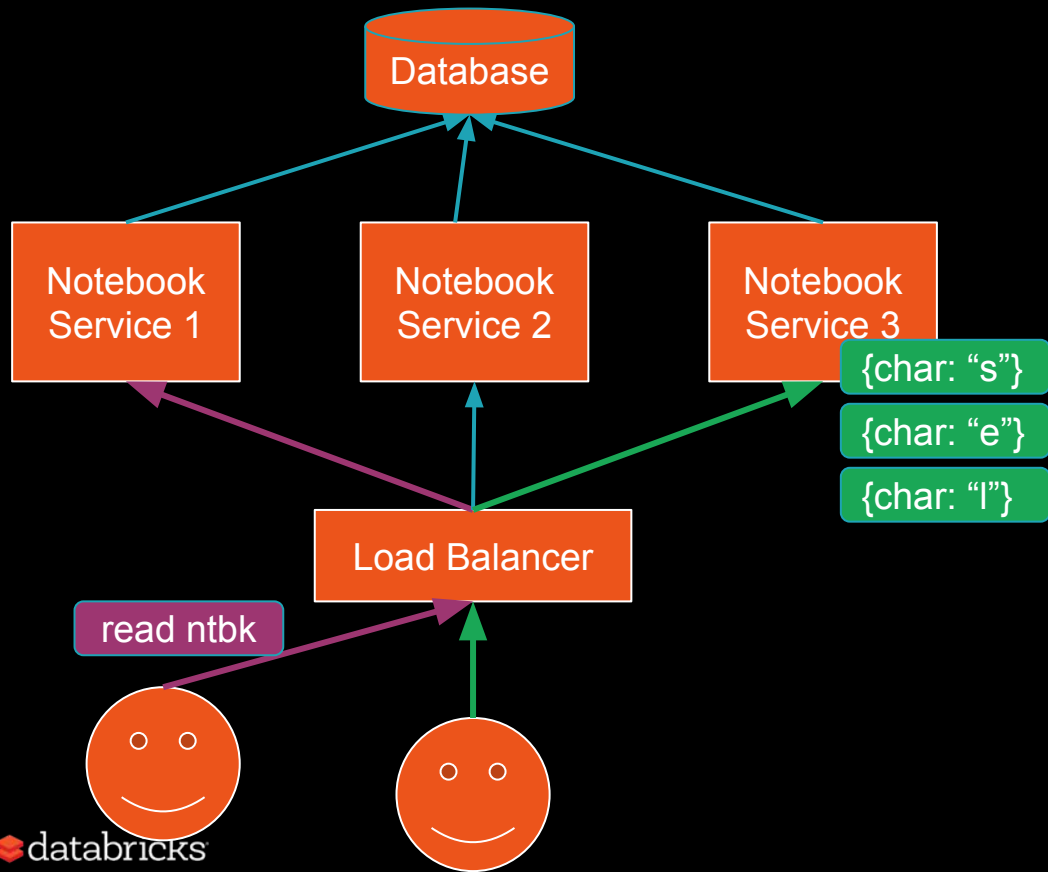 Database
Notebook
Service 1
Notebook
Service 2
Notebook
Service 3
{char: “s”}
{char: “e”}
{char: “l”}
Load Balancer
read ntbk
databricks